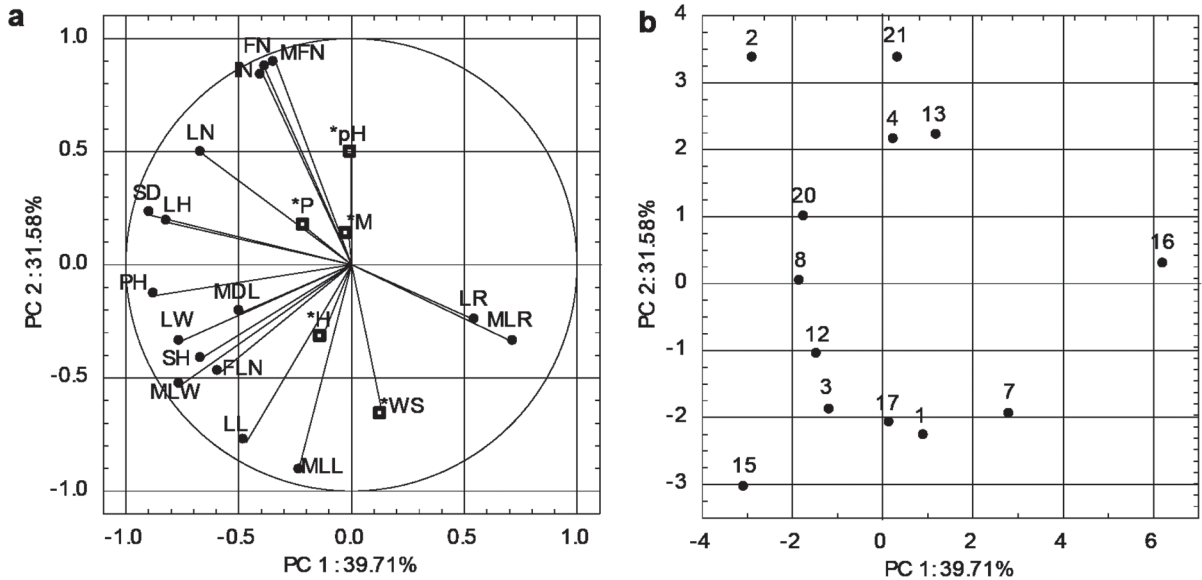 a
1.0
0.5
0.0
-0.5
-1.0
PC 2 : 31.58%
FN
MFN
IN
*pH
LN
*P
*M
SD
LH
PH
MDL
LR
MLR
LW
*H
SH
FLN
MLW
*WS
LL
MLL
-1.0 -0.5 0.0 0.5 1.0
PC 1 : 39.71%
b
4
3
2
1
0
-1
-2
-3
PC 2 : 31.58%
2
21
4
13
20
8
16
12
3
17
1
7
15
-4 -2 0 2 4 6
PC 1 : 39.71%